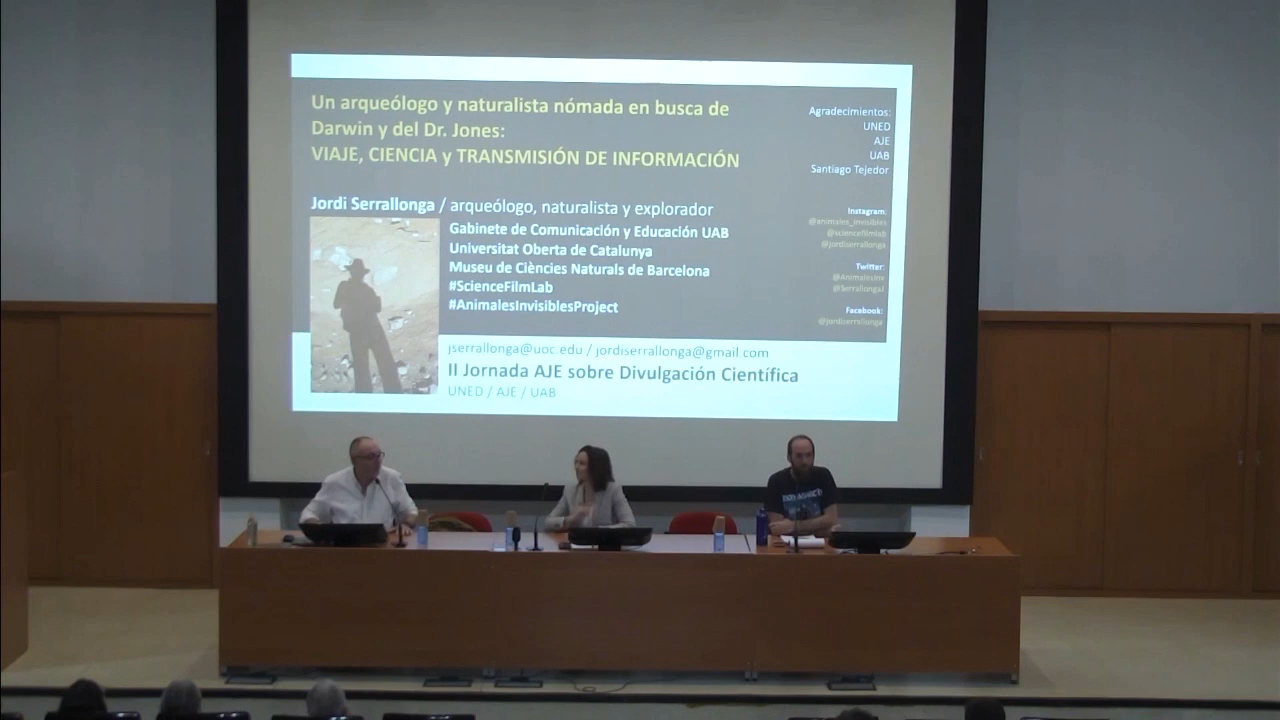 Un arqueólogo y naturalista nómada en busca de
Darwin y del Dr. Jones:
VIAJE, CIENCIA y TRANSMISIÓN DE INFORMACIÓN
Jordi Serrallonga / arqueólogo, naturalista y explorador
Gabinete de Comunicación y Educación UAB
Universitat Oberta de Catalunya
Museu de Ciències Naturals de Barcelona
#ScienceFilmLab
#AnimalesInvisiblesProject
jserrallonga@uoc.edu / jordiserrallonga@gmail.com
II Jornada AJE sobre Divulgación Científica
UNED / AJE / UAB
Agradecimientos:
UNED
AJE
UAB
Santiago Tejedor
Instagram:
@animales_invisibles
@sciencefilmlab
@jordiserrallonga
Twitter:
@AnimalesInv
@SerrallongaJ
Facebook:
@jordiserrallonga